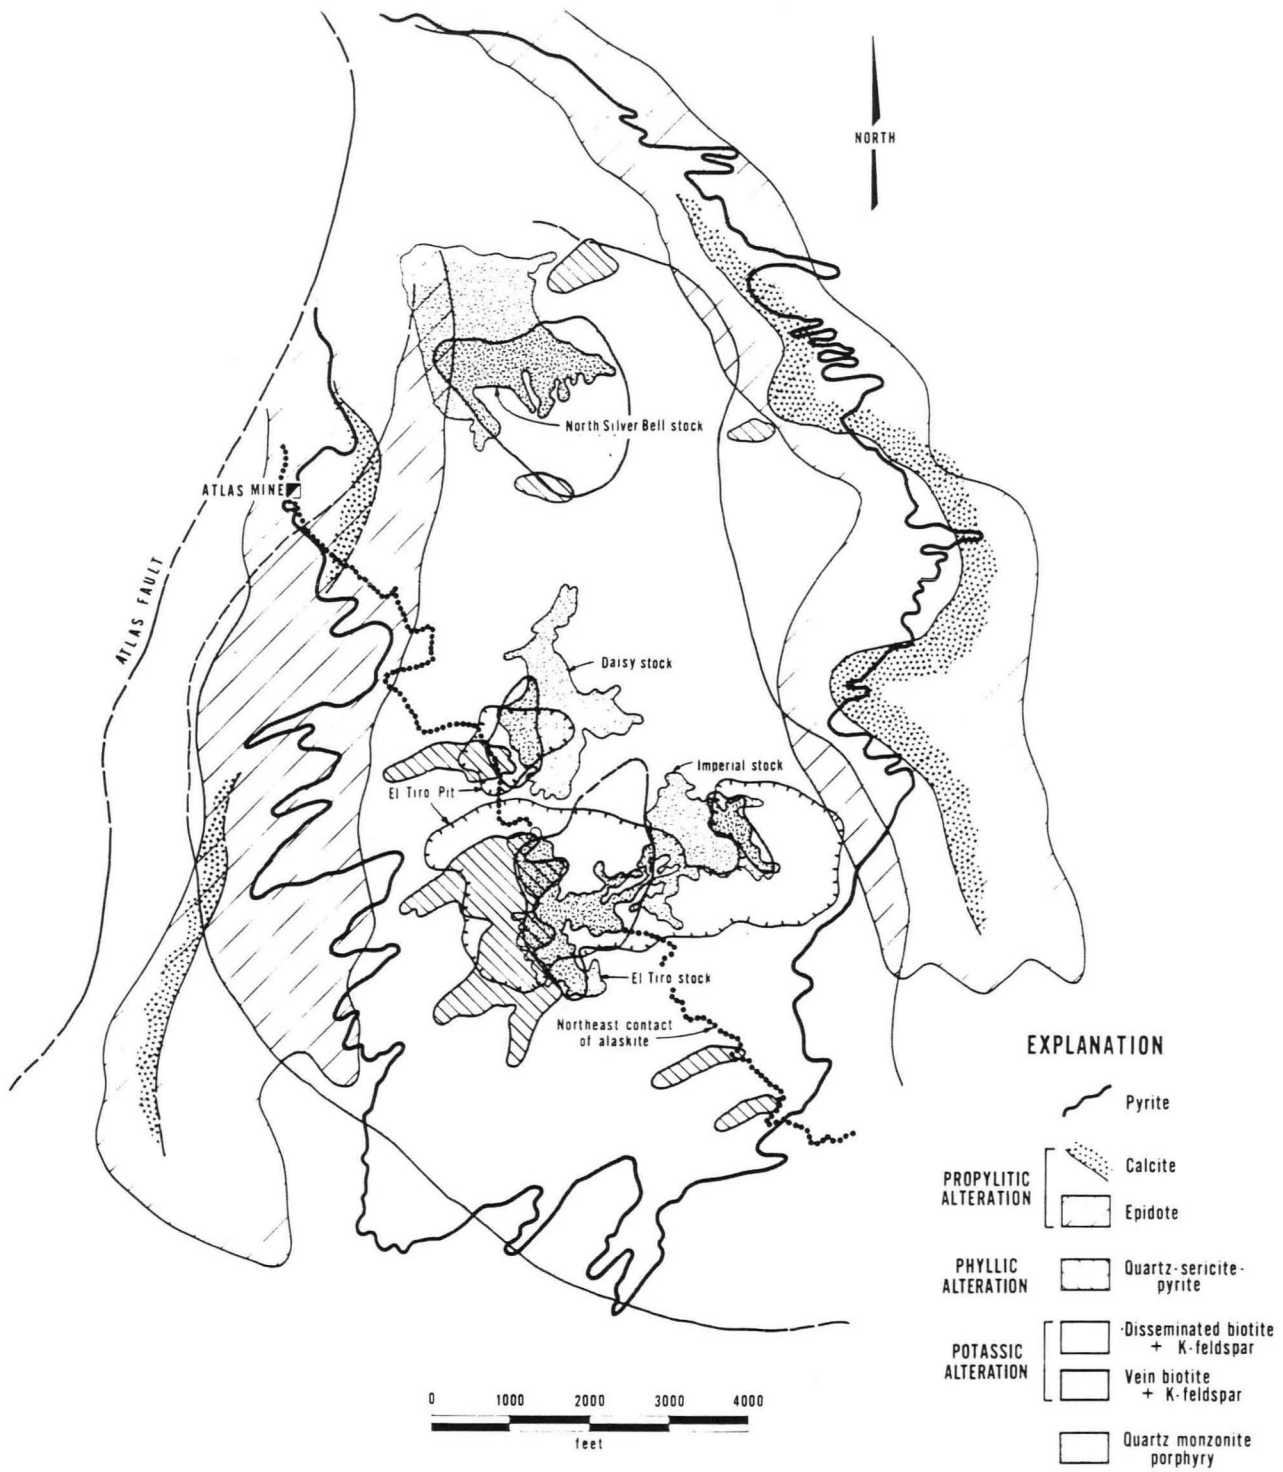 NORTH
North Silver Bell stock
ATLAS MINE
ATLAS FAULT
Daisy stock
Imperial stock
El Tiro Pit
El Tiro stock
Northeast contact
of alaskite
EXPLANATION
Pyrite
PROPYLITIC
ALTERATION
Calcite
Epidote
PHYLLIC
ALTERATION
Quartz-sericite-
pyrite
POTASSIC
ALTERATION
Disseminated biotite
+ K-feldspar
Vein biotite
+ K-feldspar
Quartz monzonite
porphyry
0 1000 2000 3000 4000
feet